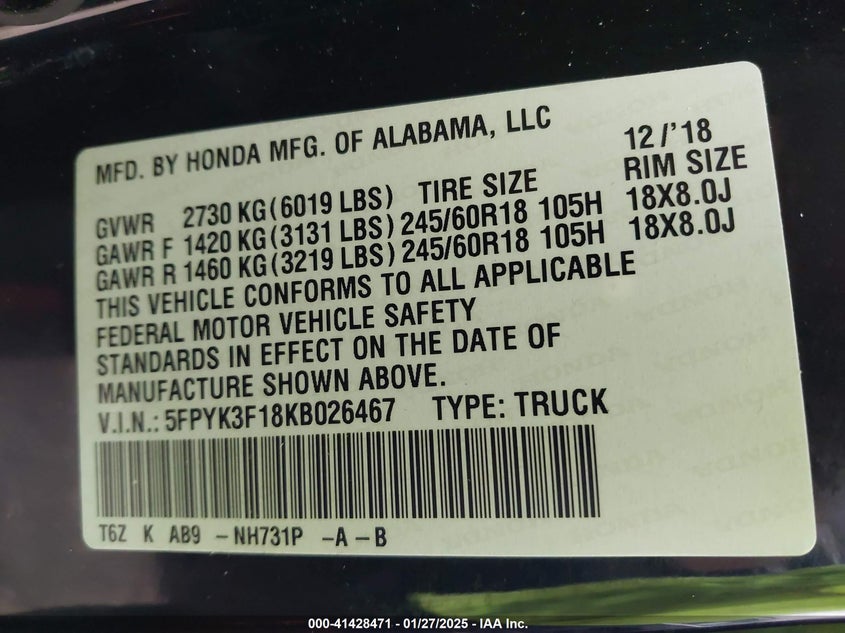 MFD. BY HONDA MFG. OF ALABAMA, LLC 12/'18
GVWR 2730 KG(6019 LBS) TIRE SIZE RIM SIZE
GAWR F 1420 KG(3131 LBS) 245/60R18 105H 18X8.0J
GAWR R 1460 KG(3219 LBS) 245/60R18 105H 18X8.0J
THIS VEHICLE CONFORMS TO ALL APPLICABLE
FEDERAL MOTOR VEHICLE SAFETY
STANDARDS IN EFFECT ON THE DATE OF
MANUFACTURE SHOWN ABOVE.
V.I.N.: 5FPYK3F18KB026467 TYPE: TRUCK
T6Z K AB9 -NH731P -A-B
000-41428471 - 01/27/2025 - IAA Inc.